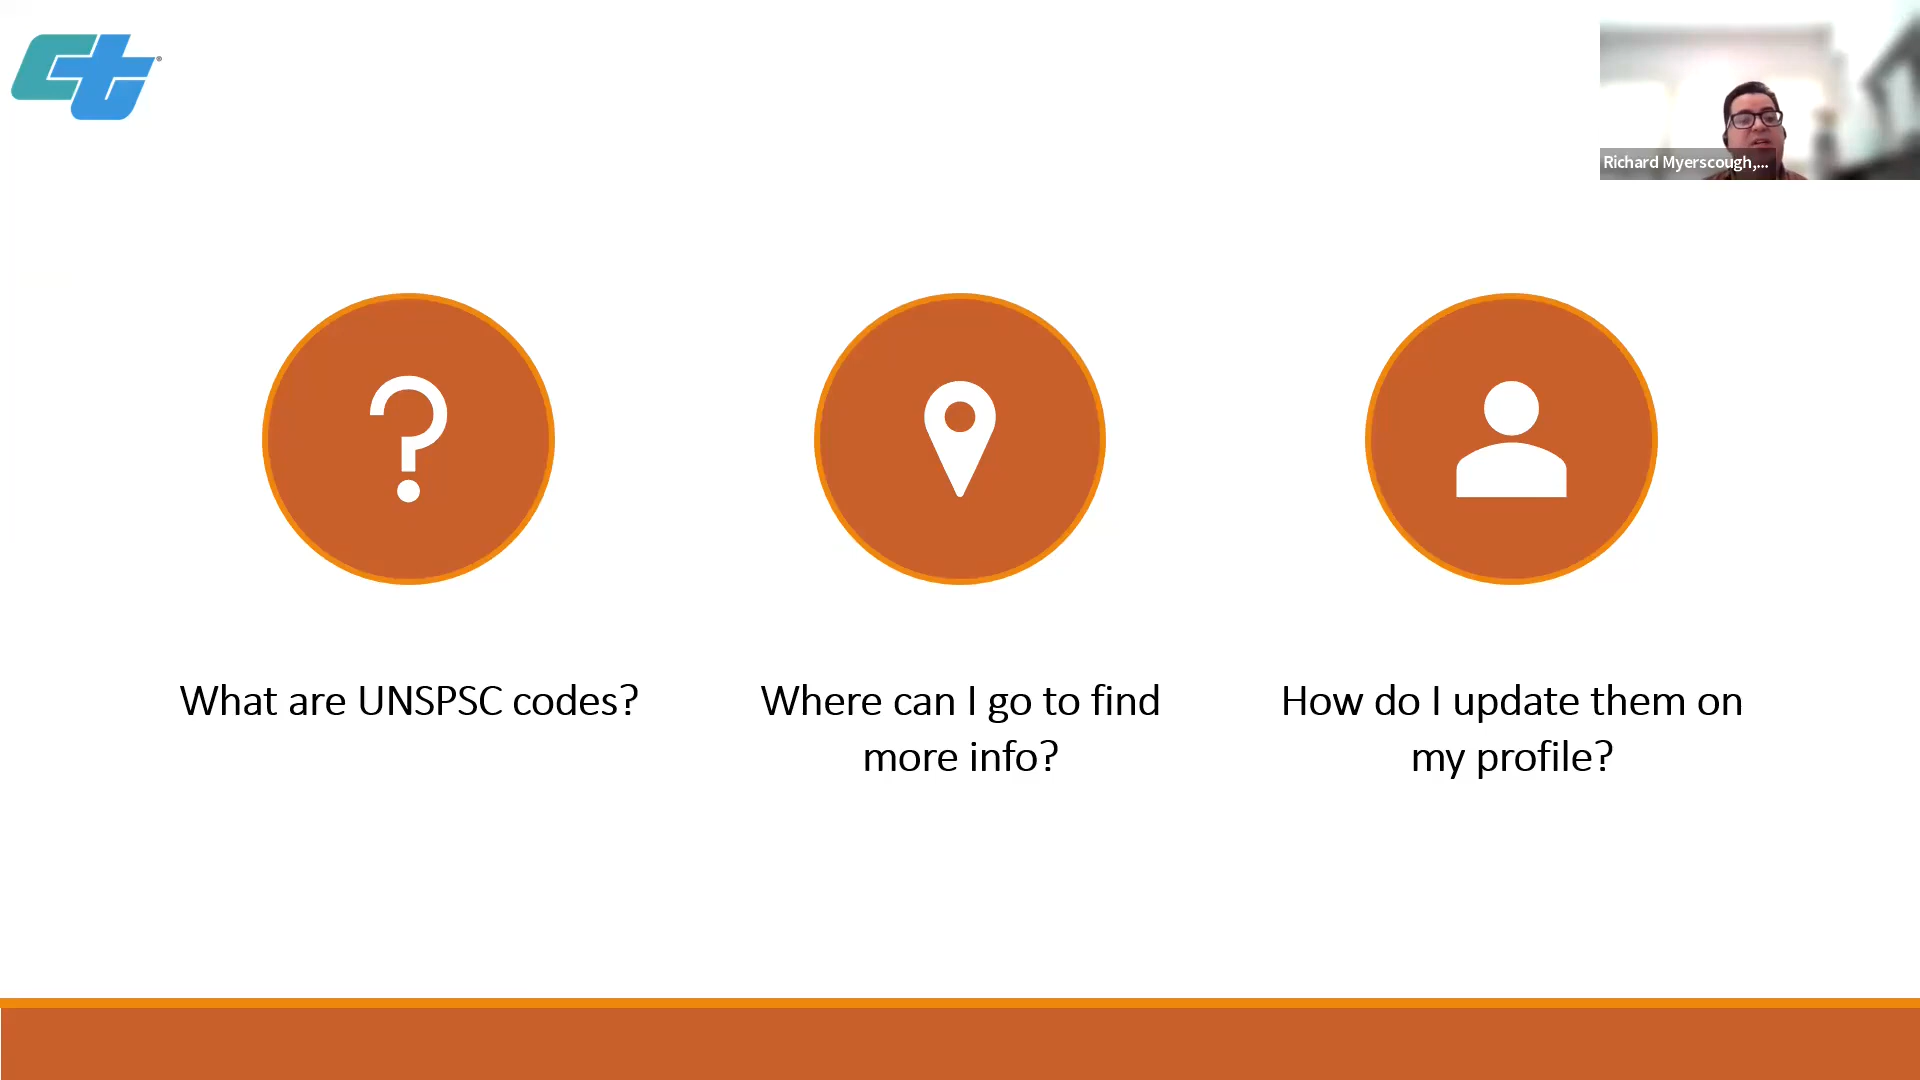 ct®
Richard Myerscough,...
What are UNSPSC codes?
Where can I go to find
more info?
How do I update them on
my profile?